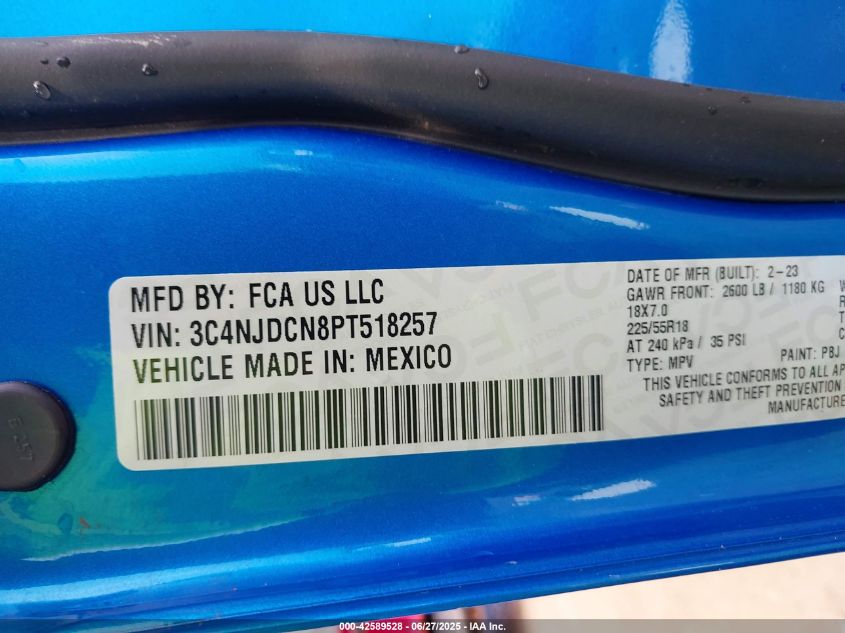 MFD BY: FCA US LLC
VIN: 3C4NJDCN8PT518257
VEHICLE MADE IN: MEXICO
DATE OF MFR (BUILT): 2-23
GAWR FRONT: 2600 LB / 1180 KG
18X7.0
225/55R18
AT 240 kPa / 35 PSI
TYPE: MPV
PAINT: PBJ
THIS VEHICLE CONFORMS TO ALL AP
SAFETY AND THEFT PREVENTION
MANUFACTURE
000-42589528 - 06/27/2025 - IAA Inc.